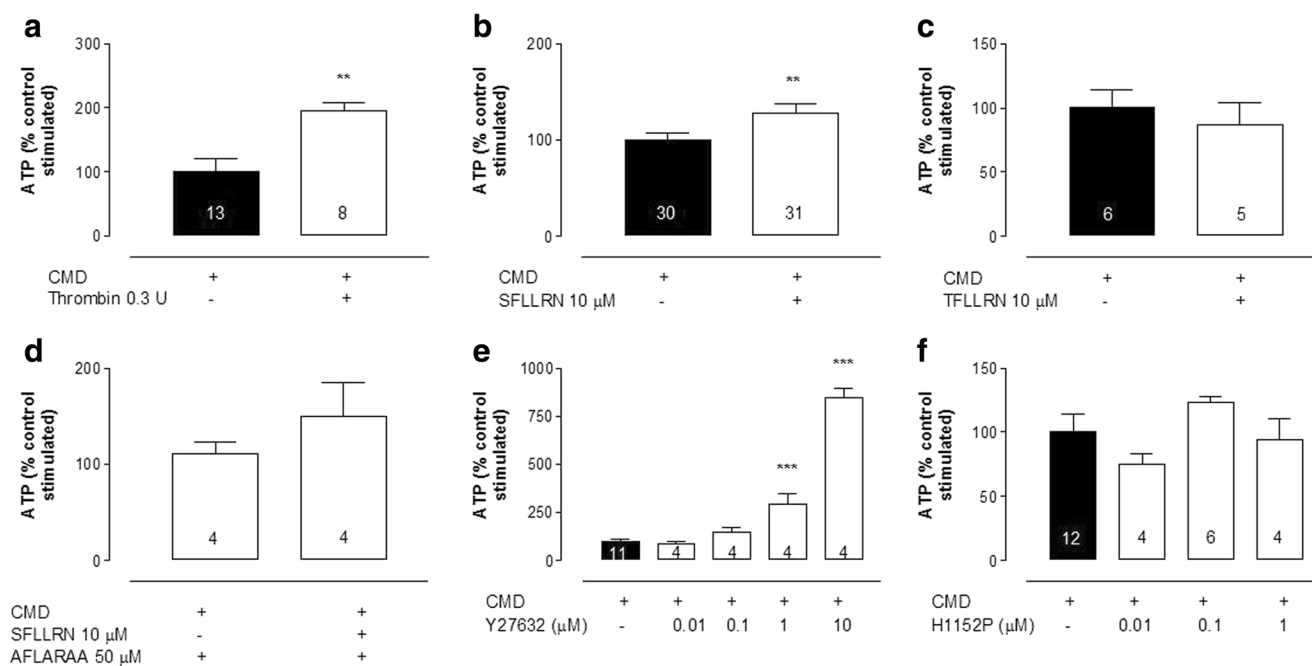 a
b
c
ATP (% control
stimulated)
300
200
100
0
**
13
8
CMD + +
Thrombin 0.3 U - +
ATP (% control
stimulated)
200
100
0
**
30
31
CMD + +
SFLLRN 10 μM - +
ATP (% control
stimulated)
150
100
50
0
6
5
CMD + +
TFLLRN 10 μM - +
d
e
f
ATP (% control
stimulated)
200
100
0
4
4
CMD + +
SFLLRN 10 μM - +
AFLARAA 50 μM + +
ATP (% control
stimulated)
1000
750
500
250
0
***
***
11
4
4
4
4
CMD + + + + +
Y27632 (μM) - 0.01 0.1 1 10
ATP (% control
stimulated)
150
100
50
0
12
4
6
4
CMD + + + +
H1152P (μM) - 0.01 0.1 1